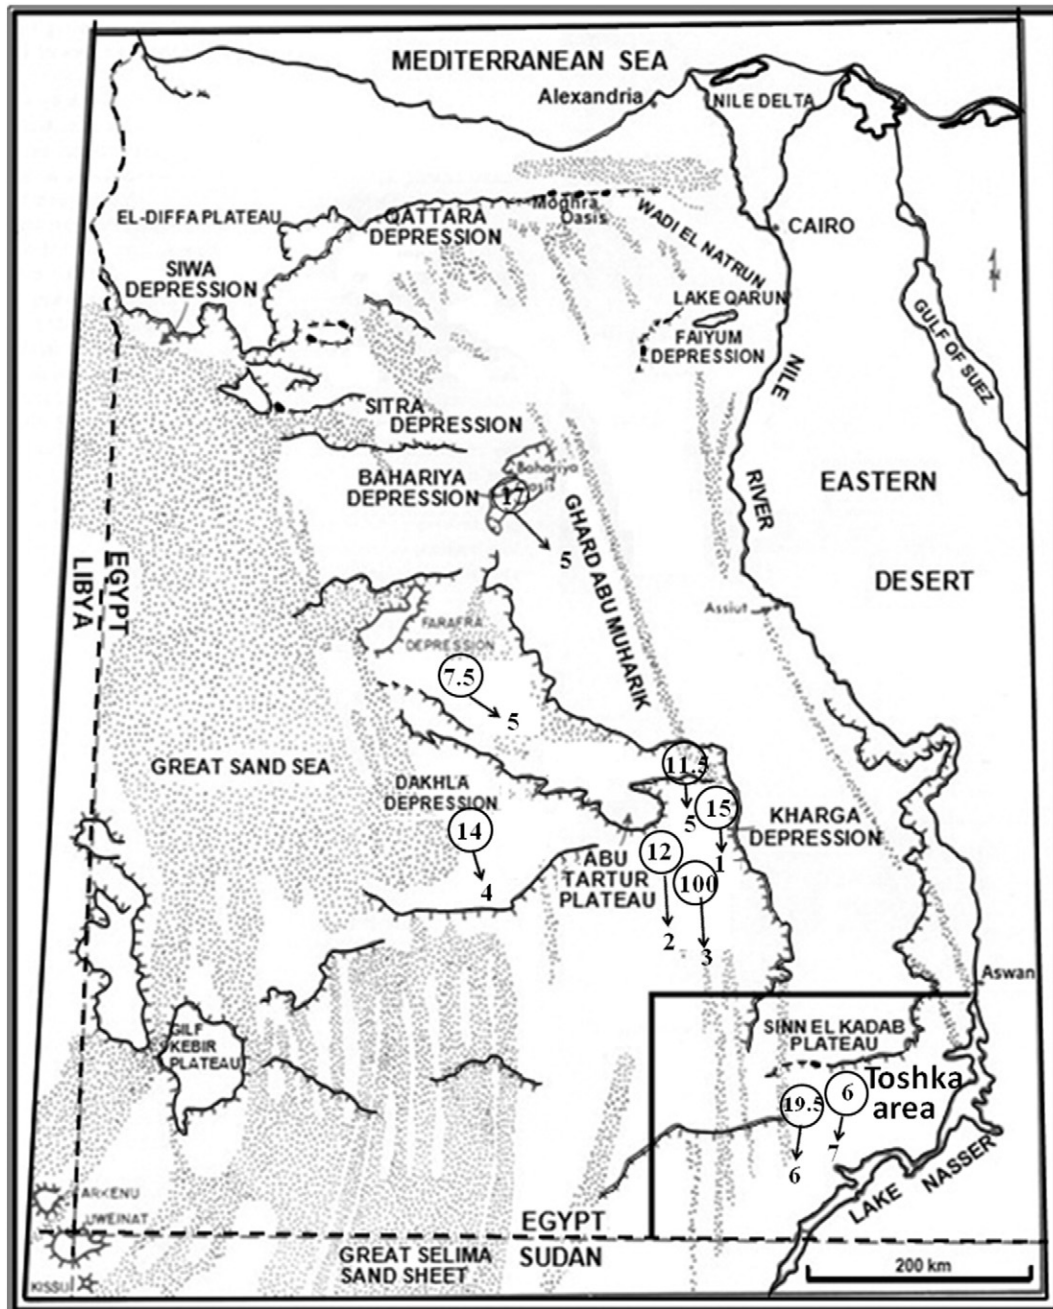 MEDITERRANEAN SEA
Alexandria
NILE DELTA
EL-DIFFA PLATEAU
QATTARA
DEPRESSION
Moghra
Oasis
WADI EL NATRUN
CAIRO
SIWA
DEPRESSION
N
LAKE QARUN
FAIYUM
DEPRESSION
GULF OF SUEZ
NILE
RIVER
SITRA
DEPRESSION
BAHARIYA
DEPRESSION
Bahariya
Oasis
17
5
GHARD ABU MUHARIK
EASTERN
DESERT
EGYPT
LIBYA
Assiut
FARAFRA
DEPRESSION
7.5
5
GREAT SAND SEA
DAKHLA
DEPRESSION
14
4
11.5
5
15
1
KHARGA
DEPRESSION
ABU
TARTUR
PLATEAU
12
2
100
3
Aswan
GILF
KEBIR
PLATEAU
SINN EL KADAB
PLATEAU
Toshka
area
19.5
6
6
7
LAKE NASSER
ARKENU
UWEINAT
KISSU
EGYPT
SUDAN
GREAT SELIMA
SAND SHEET
200 km